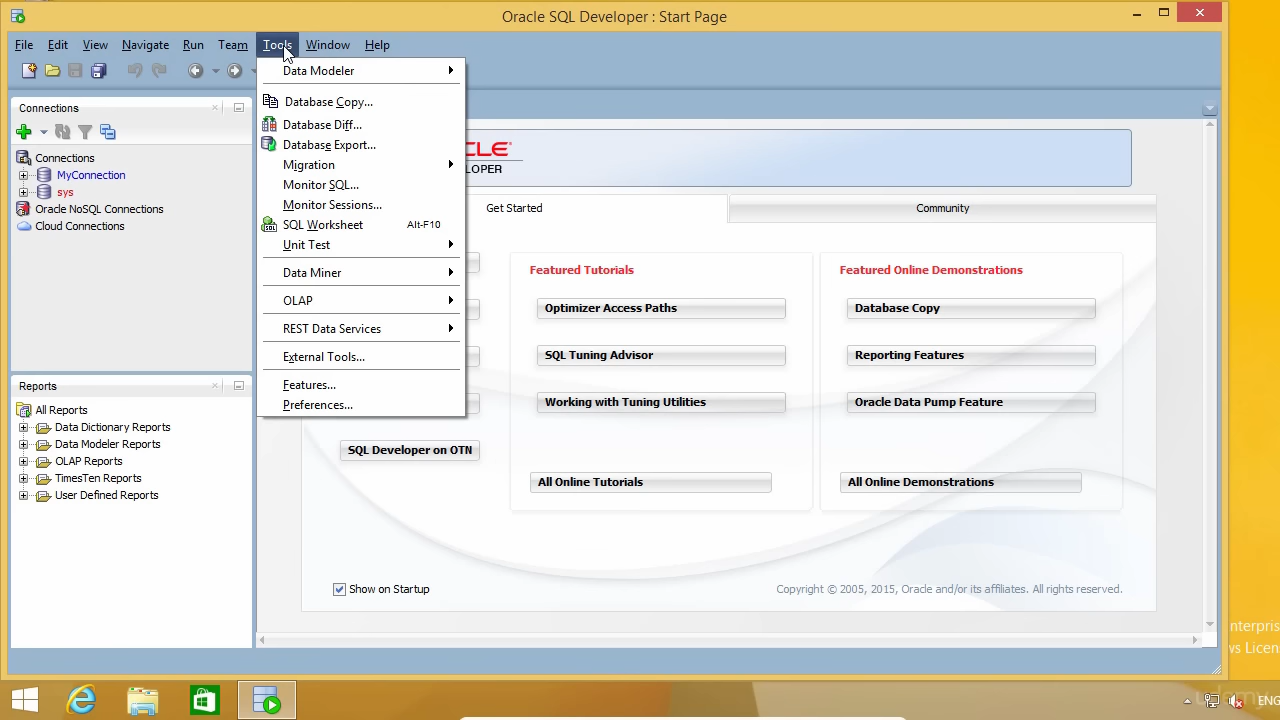 Oracle SQL Developer : Start Page
File Edit View Navigate Run Team Tools Window Help
Connections
Connections
MyConnection
sys
Oracle NoSQL Connections
Cloud Connections
Reports
All Reports
Data Dictionary Reports
Data Modeler Reports
OLAP Reports
TimesTen Reports
User Defined Reports
Data Modeler
Database Copy...
Database Diff...
Database Export...
Migration
Monitor SQL...
Monitor Sessions...
SQL Worksheet Alt-F10
Unit Test
Data Miner
OLAP
REST Data Services
External Tools...
Features...
Preferences...
CLE
LOPER
Get Started Community
Featured Tutorials
Optimizer Access Paths
SQL Tuning Advisor
Working with Tuning Utilities
All Online Tutorials
Featured Online Demonstrations
Database Copy
Reporting Features
Oracle Data Pump Feature
All Online Demonstrations
SQL Developer on OTN
Show on Startup
Copyright © 2005, 2015, Oracle and/or its affiliates. All rights reserved.
nterpris
ws Licen
ENG
udemy